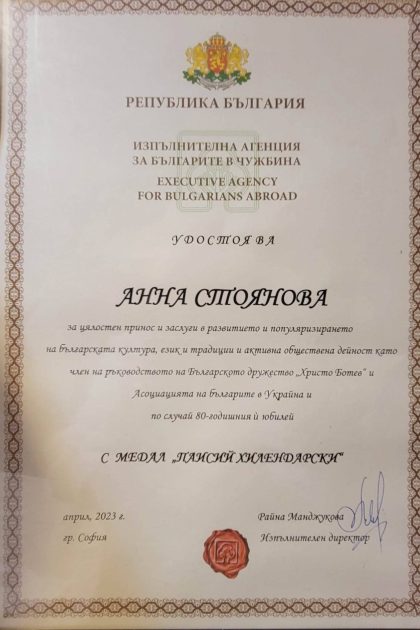 РЕПУБЛИКА БЪЛГАРИЯ
ИЗПЪЛНИТЕЛНА АГЕНЦИЯ
ЗА БЪЛГАРИТЕ В ЧУЖБИНА
EXECUTIVE AGENCY
FOR BULGARIANS ABROAD
УДОСТОЯВА
АННА СТОЯНОВА
за цялостен принос и заслуги в развитието и популяризирането
на българската култура, език и традиции и активна обществена дейност като
член на ръководството на Българското дружество „Христо Ботев" и
Асоциацията на българите в Украйна и
по случай 80-годишния ѝ юбилей
С МЕДАЛ „ПАИСИЙ ХИЛЕНДАРСКИ"
април, 2023 г.
гр. София
Райна Манджукова
Изпълнителен директор